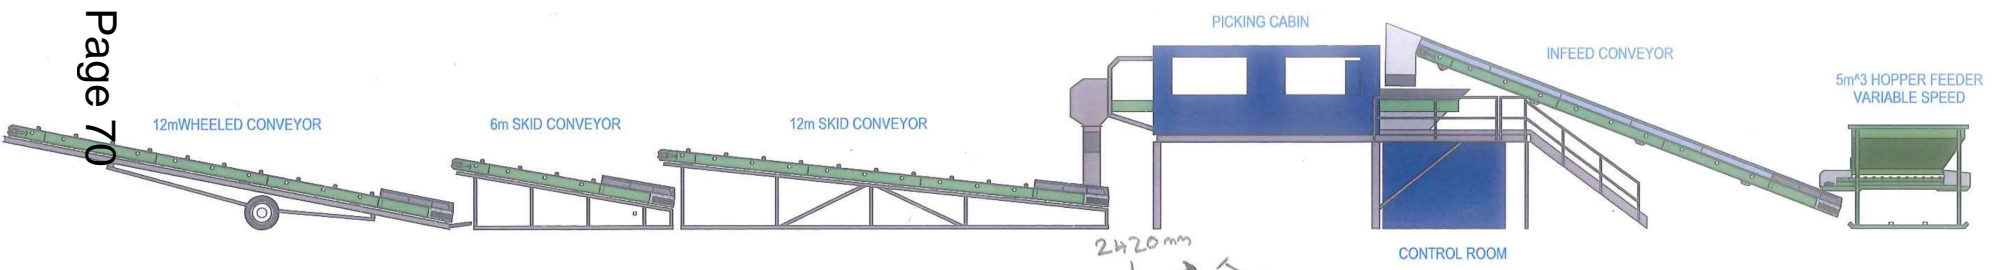 Page 70
PICKING CABIN
INFEED CONVEYOR
5m^3 HOPPER FEEDER
VARIABLE SPEED
12mWHEELED CONVEYOR
6m SKID CONVEYOR
12m SKID CONVEYOR
2420mm
CONTROL ROOM